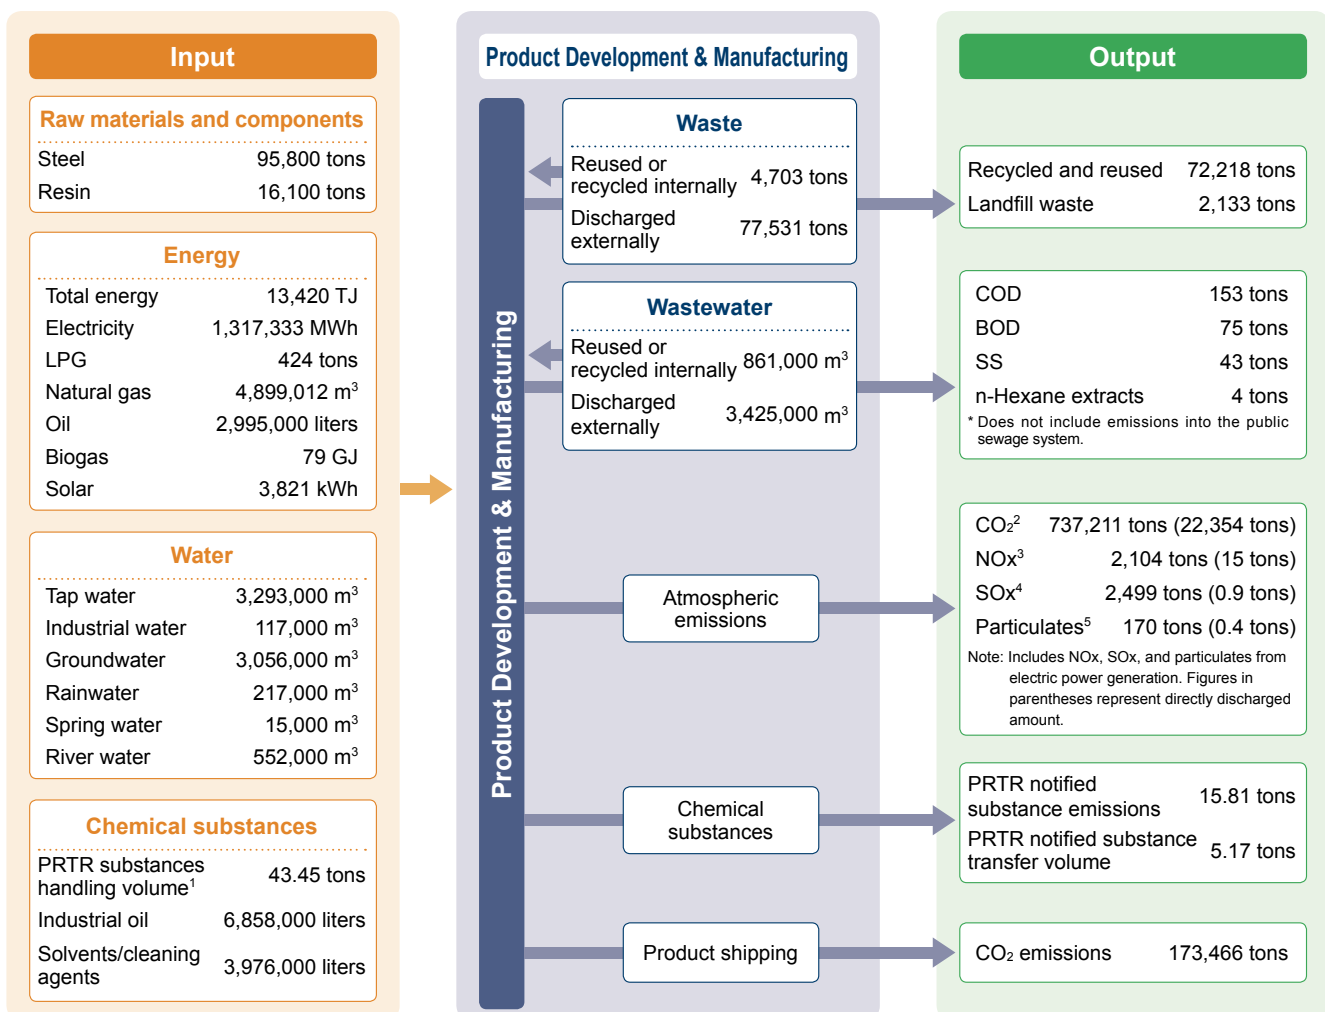 Input
Raw materials and components
Steel 95,800 tons
Resin 16,100 tons
Energy
Total energy 13,420 TJ
Electricity 1,317,333 MWh
LPG 424 tons
Natural gas 4,899,012 m³
Oil 2,995,000 liters
Biogas 79 GJ
Solar 3,821 kWh
Water
Tap water 3,293,000 m³
Industrial water 117,000 m³
Groundwater 3,056,000 m³
Rainwater 217,000 m³
Spring water 15,000 m³
River water 552,000 m³
Chemical substances
PRTR substances
handling volume¹ 43.45 tons
Industrial oil 6,858,000 liters
Solvents/cleaning
agents 3,976,000 liters
Product Development & Manufacturing
Product Development & Manufacturing
Waste
Reused or
recycled internally 4,703 tons
Discharged
externally 77,531 tons
Wastewater
Reused or
recycled internally 861,000 m³
Discharged
externally 3,425,000 m³
Atmospheric
emissions
Chemical
substances
Product shipping
Output
Recycled and reused 72,218 tons
Landfill waste 2,133 tons
COD 153 tons
BOD 75 tons
SS 43 tons
n-Hexane extracts 4 tons
* Does not include emissions into the public
sewage system.
CO₂² 737,211 tons (22,354 tons)
NOx³ 2,104 tons (15 tons)
SOx⁴ 2,499 tons (0.9 tons)
Particulates⁵ 170 tons (0.4 tons)
Note: Includes NOx, SOx, and particulates from
electric power generation. Figures in
parentheses represent directly discharged
amount.
PRTR notified
substance emissions 15.81 tons
PRTR notified substance
transfer volume 5.17 tons
CO₂ emissions 173,466 tons